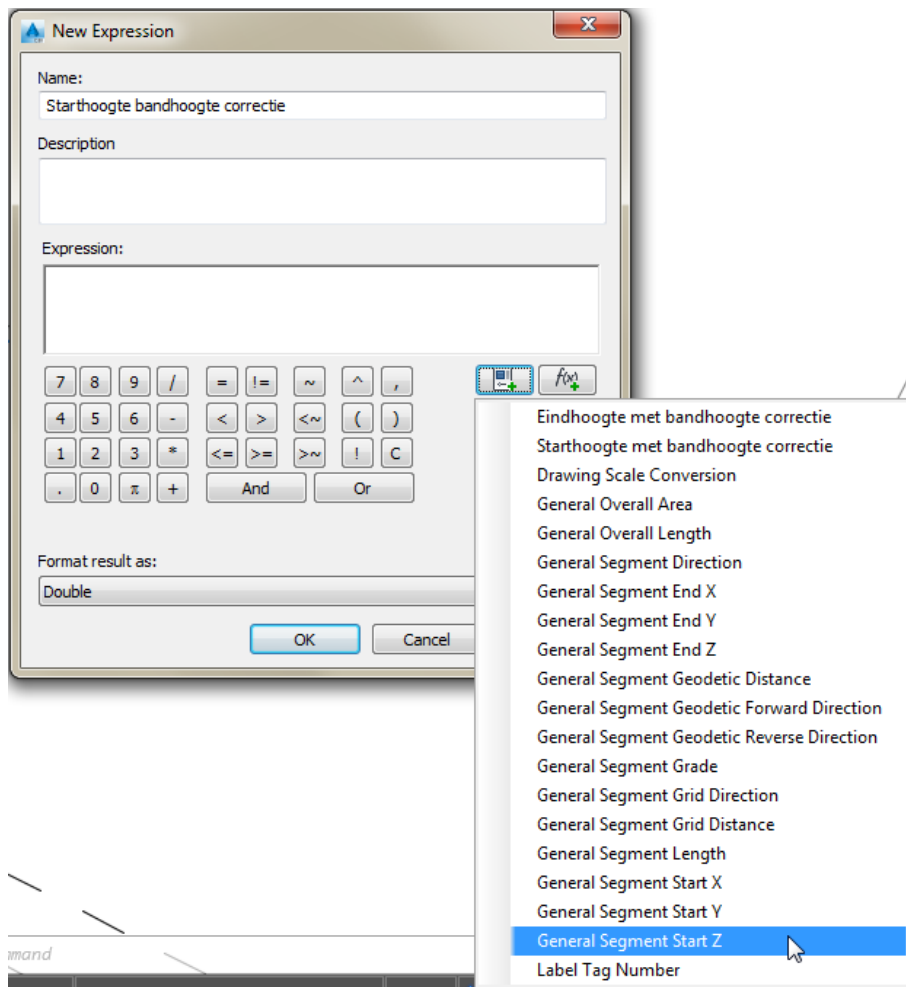 New Expression
Name:
Starthoogte bandhoogte correctie
Description
Expression:
7 8 9 / = != ~ ^ , f(x)
4 5 6 - < > <~ ( )
1 2 3 * <= >= >~ ! C
. 0 π + And Or
Format result as:
Double
OK Cancel
Eindhoogte met bandhoogte correctie
Starthoogte met bandhoogte correctie
Drawing Scale Conversion
General Overall Area
General Overall Length
General Segment Direction
General Segment End X
General Segment End Y
General Segment End Z
General Segment Geodetic Distance
General Segment Geodetic Forward Direction
General Segment Geodetic Reverse Direction
General Segment Grade
General Segment Grid Direction
General Segment Grid Distance
General Segment Length
General Segment Start X
General Segment Start Y
General Segment Start Z
Label Tag Number
mmand